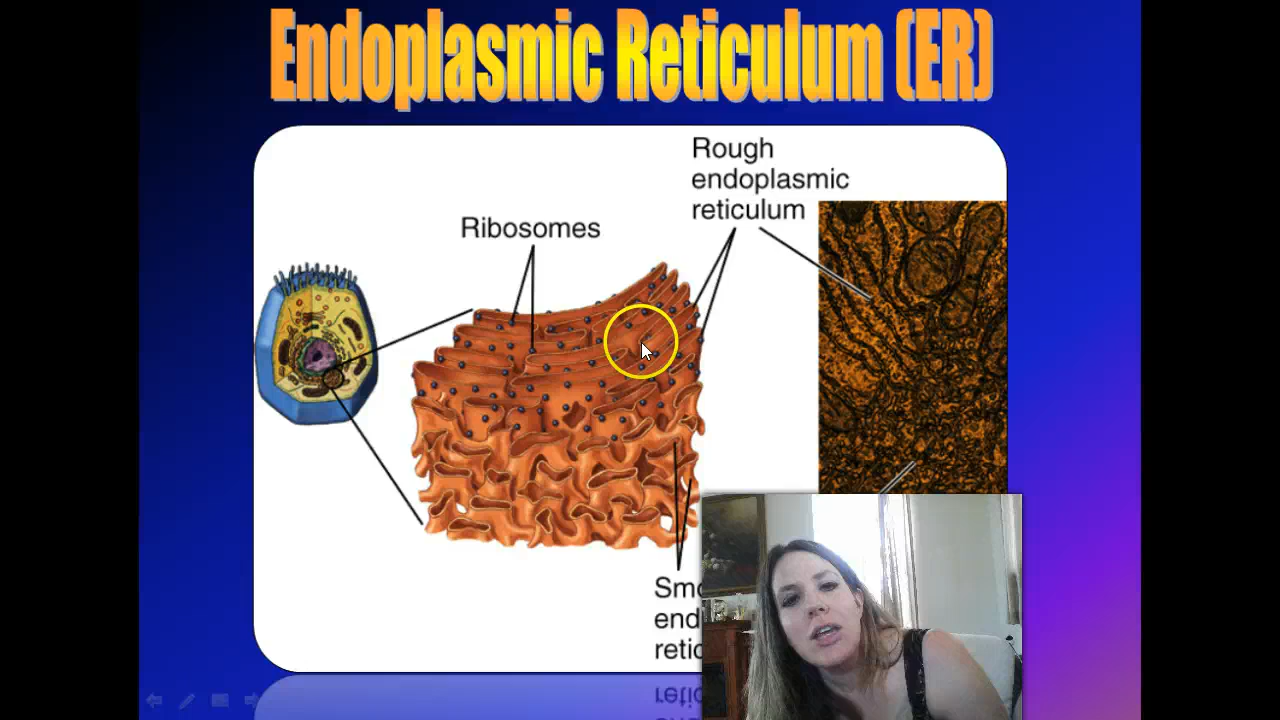 Endoplasmic Reticulum (ER)
Rough
endoplasmic
reticulum
Ribosomes